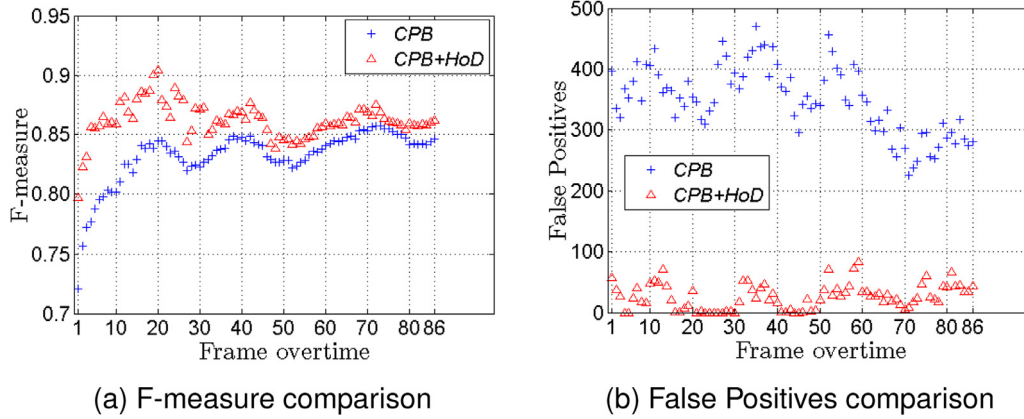 CPB
CPB+HoD
0.95
0.9
0.85
0.80
0.75
0.7
F-measure
1 10 20 30 40 50 60 70 80 86
Frame overtime
(a) F-measure comparison
500
400
300
200
100
0
False Positives
CPB
CPB+HoD
1 10 20 30 40 50 60 70 80 86
Frame overtime
(b) False Positives comparison